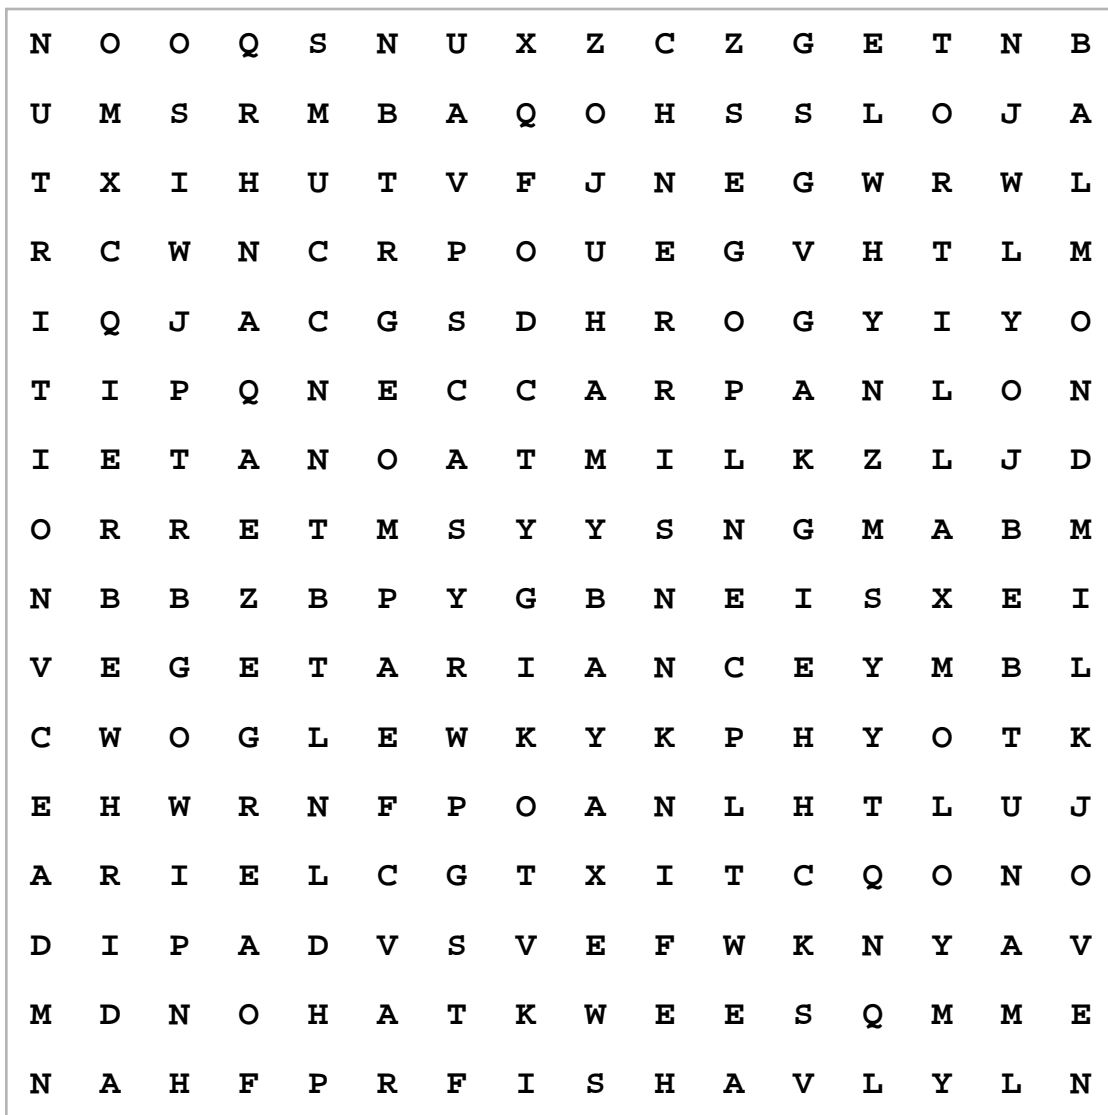 N O O Q S N U X Z C Z G E T N B
U M S R M B A Q O H S S L O J A
T X I H U T V F J N E G W R W L
R C W N C R P O U E G V H T L M
I Q J A C G S D H R O G Y I Y O
T I P Q N E C C A R P A N L O N
I E T A N O A T M I L K Z L J D
O R R E T M S Y Y S N G M A B M
N B B Z B P Y G B N E I S X E I
V E G E T A R I A N C E Y M B L
C W O G L E W K Y K P H Y O T K
E H W R N F P O A N L H T L U J
A R I E L C G T X I T C Q O N O
D I P A D V S V E F W K N Y A V
M D N O H A T K W E E S Q M M E
N A H F P R F I S H A V L Y L N